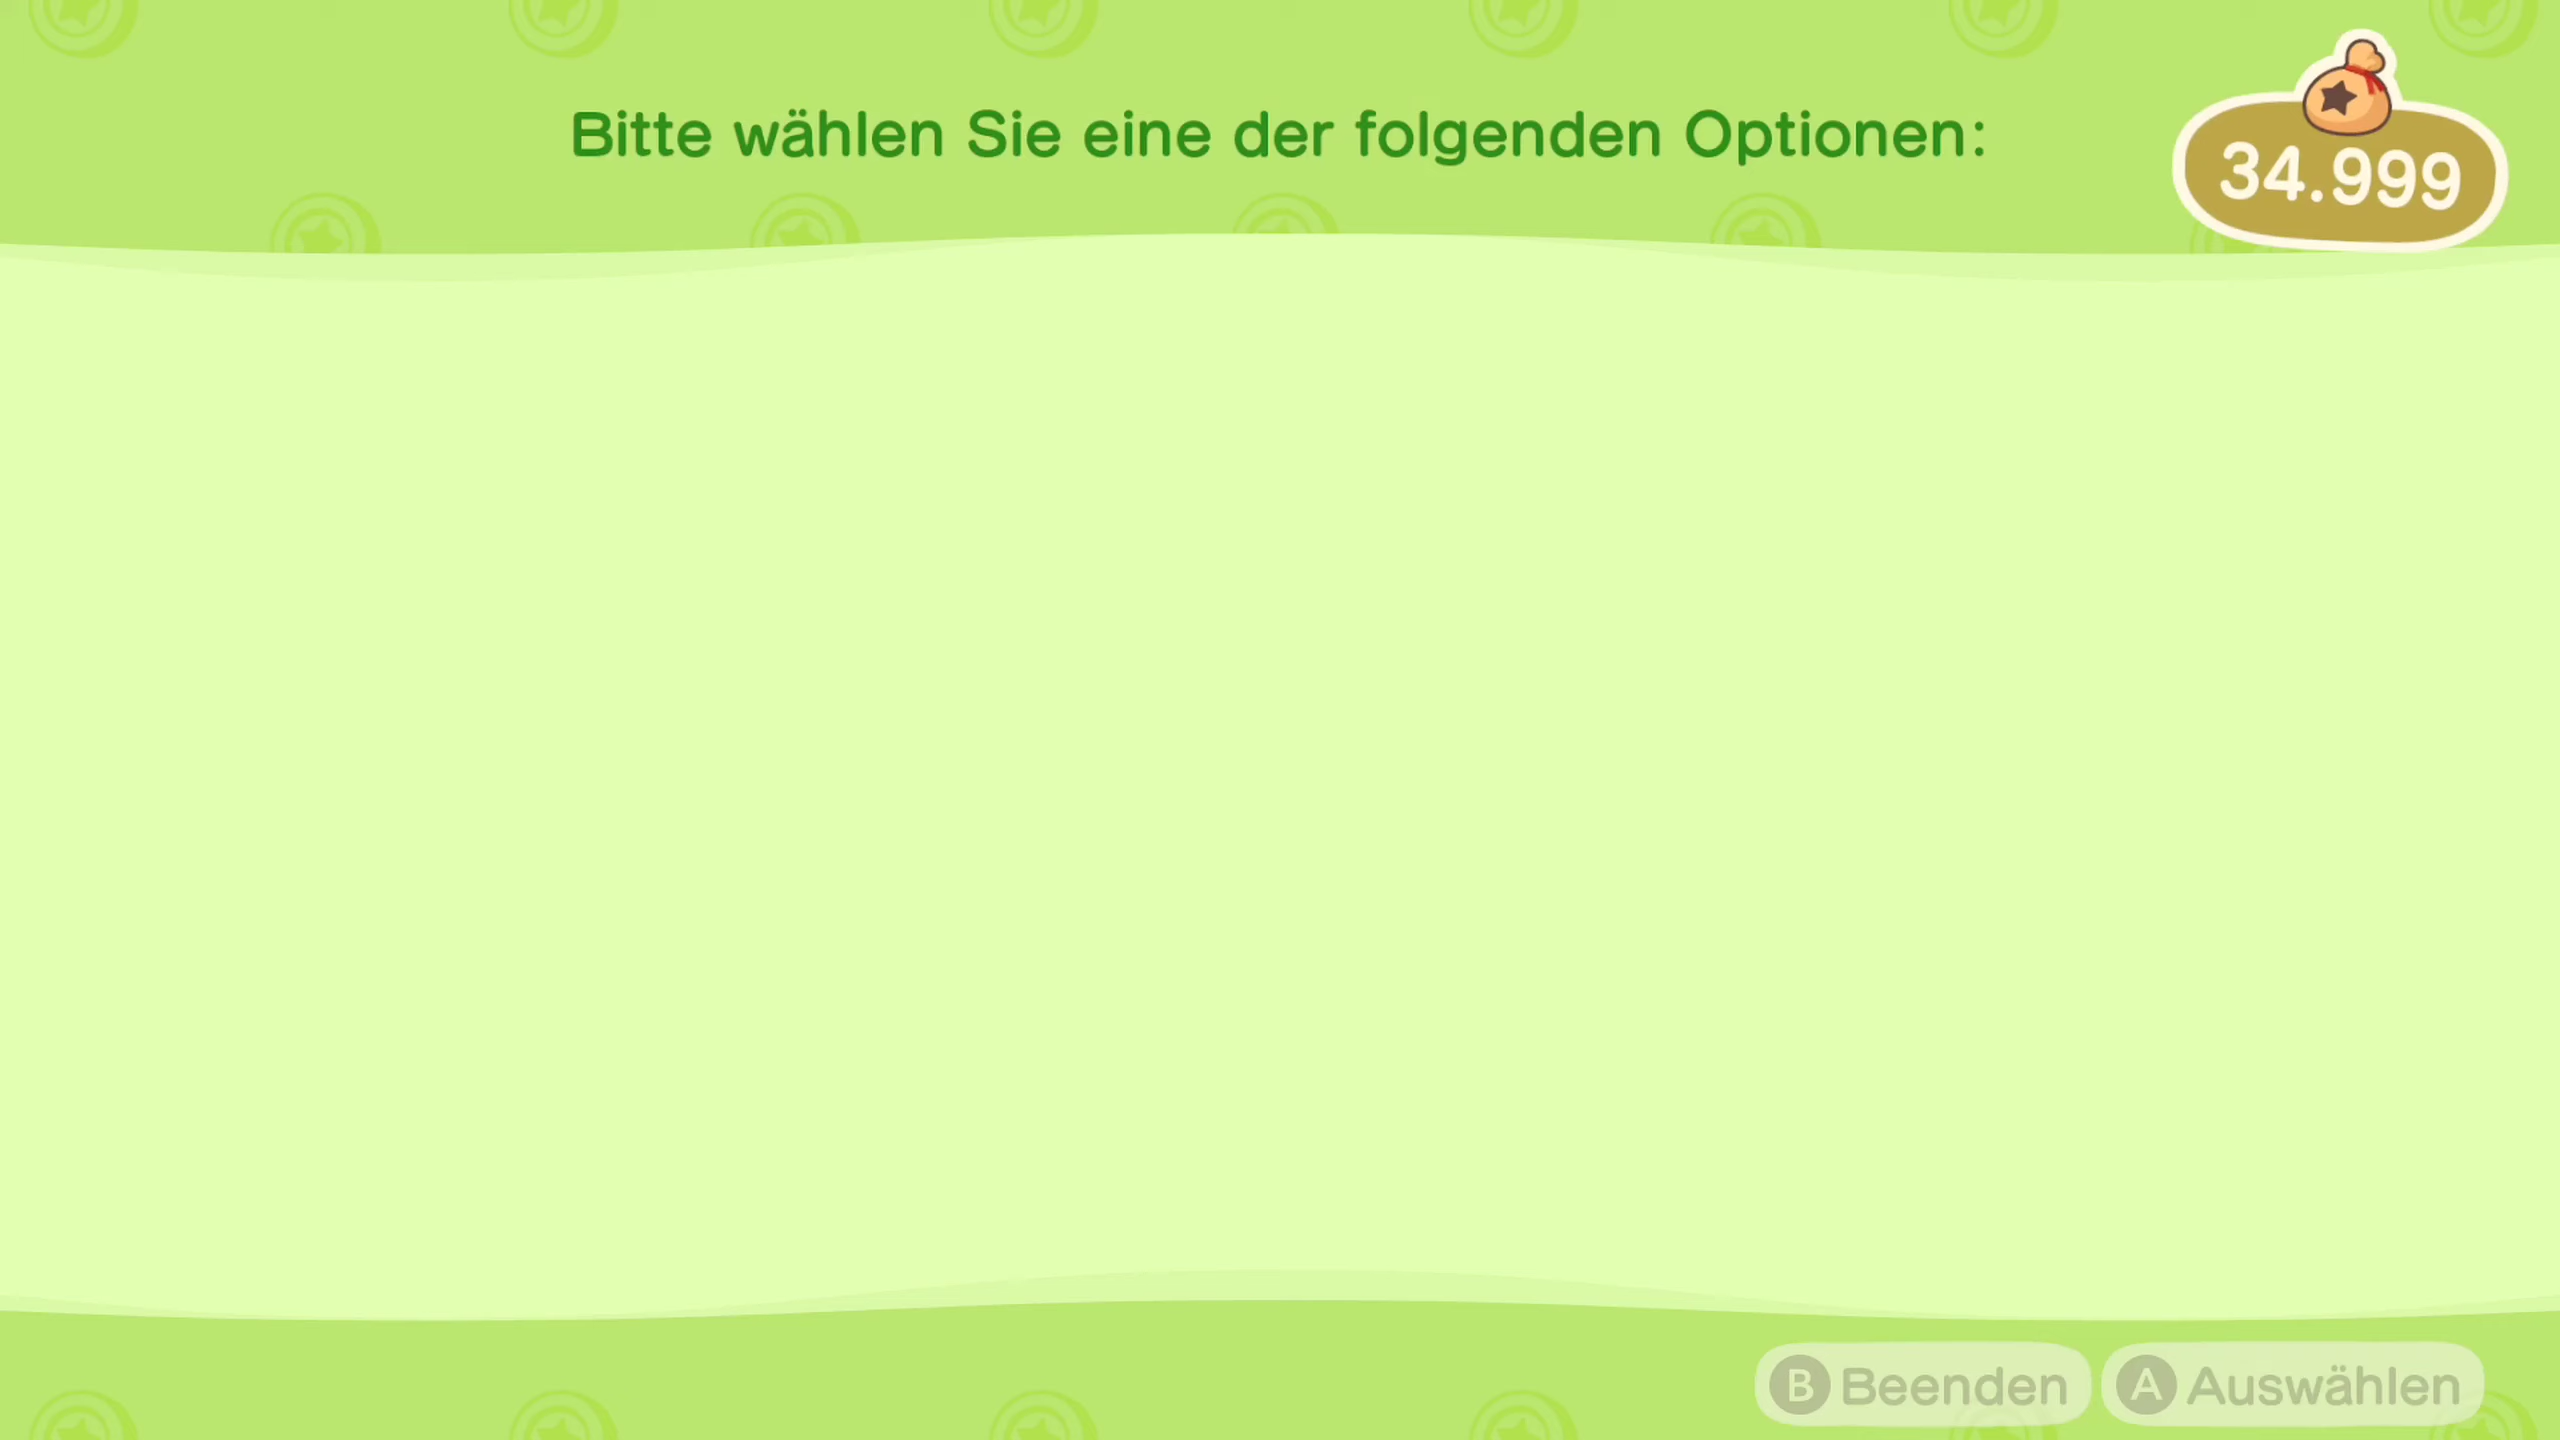 Bitte wählen Sie eine der folgenden Optionen:
34.999
B Beenden A Auswählen